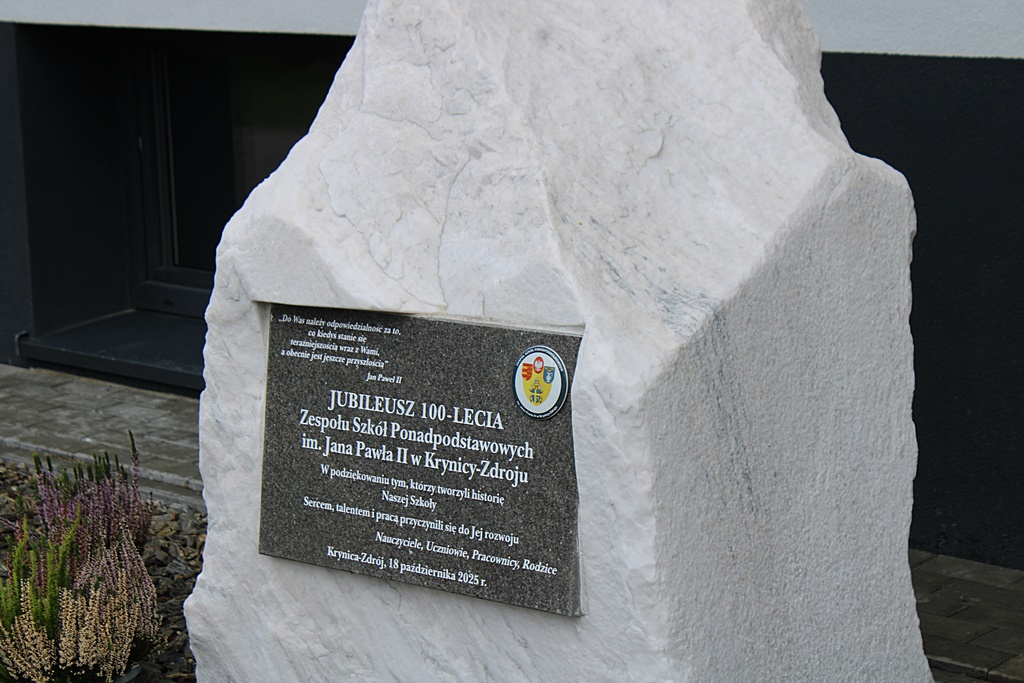 „Do Was należy odpowiedzialność za to,
co kiedyś stanie się
teraźniejszością wraz z Wami,
a obecnie jest jeszcze przyszłością”
Jan Paweł II
JUBILEUSZ 100-LECIA
Zespołu Szkół Ponadpodstawowych
im. Jana Pawła II w Krynicy-Zdroju
W podziękowaniu tym, którzy tworzyli historię
Naszej Szkoły
Sercem, talentem i pracą przyczynili się do Jej rozwoju
Nauczyciele, Uczniowie, Pracownicy, Rodzice
Krynica-Zdrój, 18 października 2025 r.